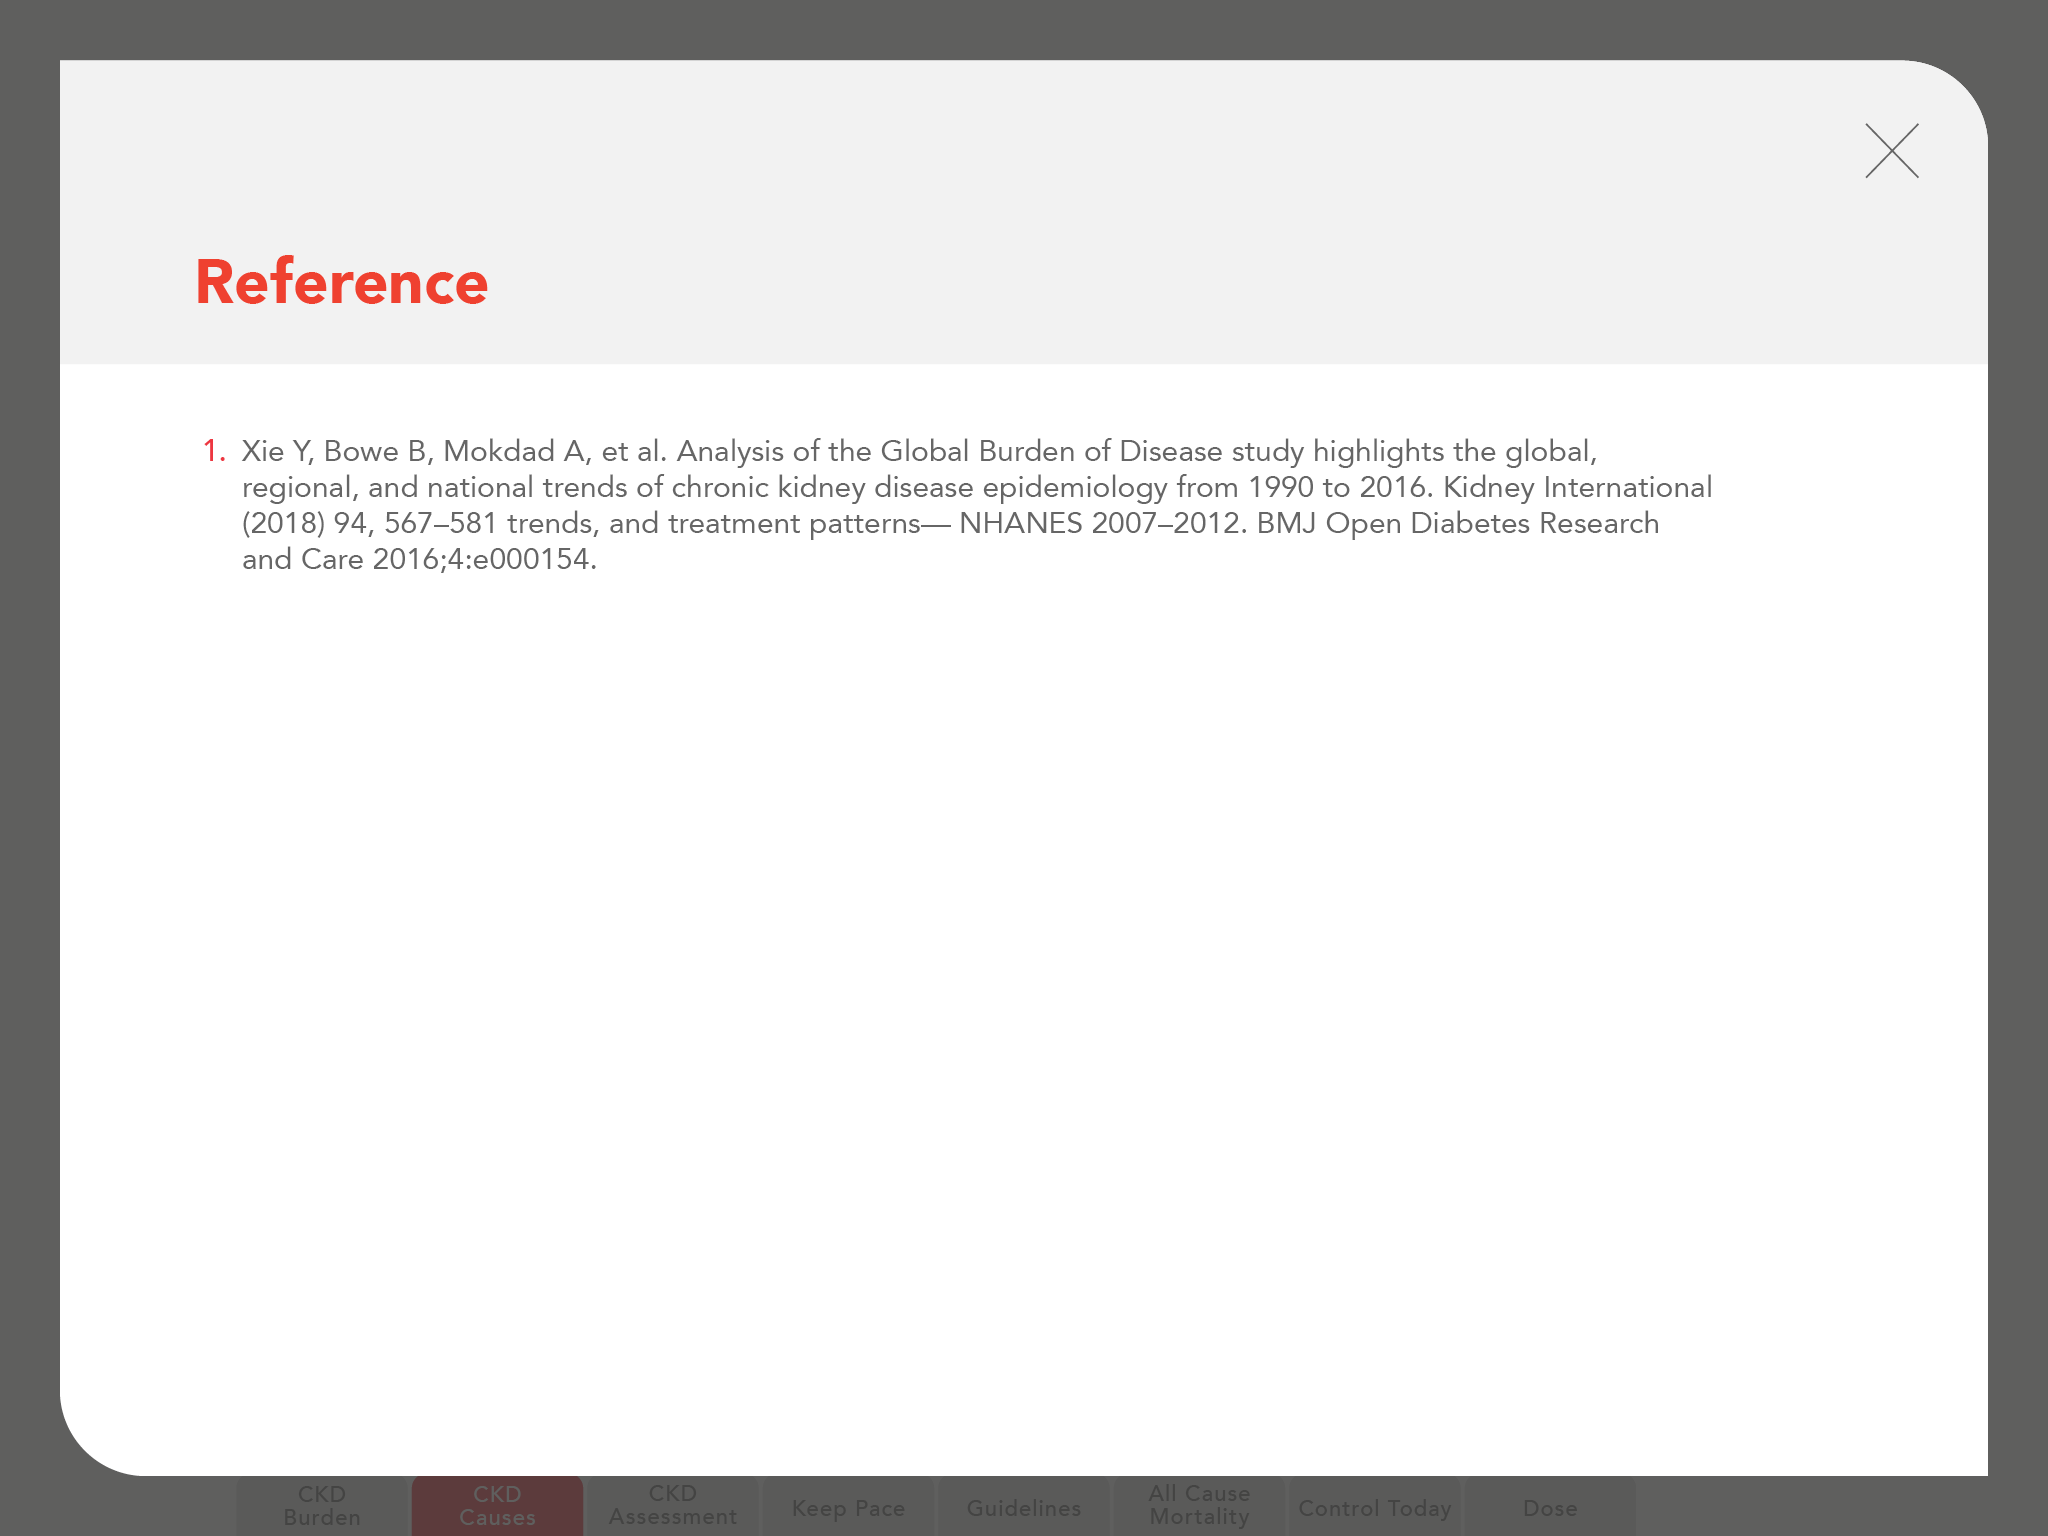 Reference
1. Xie Y, Bowe B, Mokdad A, et al. Analysis of the Global Burden of Disease study highlights the global,
regional, and national trends of chronic kidney disease epidemiology from 1990 to 2016. Kidney International
(2018) 94, 567–581 trends, and treatment patterns— NHANES 2007–2012. BMJ Open Diabetes Research
and Care 2016;4:e000154.
CKD
Burden
CKD
Causes
CKD
Assessment
Keep Pace
Guidelines
All Cause
Mortality
Control Today
Dose